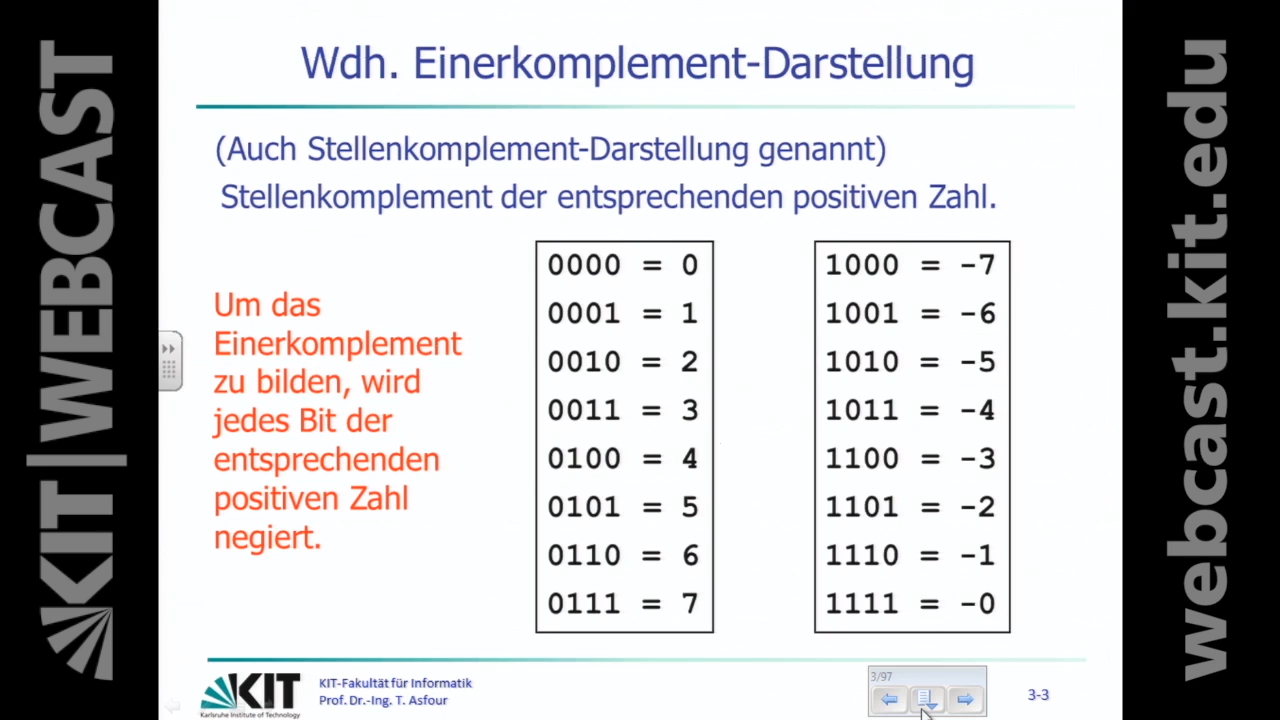 KIT|WEBCAST
Wdh. Einerkomplement-Darstellung
(Auch Stellenkomplement-Darstellung genannt)
Stellenkomplement der entsprechenden positiven Zahl.
Um das
Einerkomplement
zu bilden, wird
jedes Bit der
entsprechenden
positiven Zahl
negiert.
0000 = 0
0001 = 1
0010 = 2
0011 = 3
0100 = 4
0101 = 5
0110 = 6
0111 = 7
1000 = -7
1001 = -6
1010 = -5
1011 = -4
1100 = -3
1101 = -2
1110 = -1
1111 = -0
KIT
Karlsruhe Institute of Technology
KIT-Fakultät für Informatik
Prof. Dr.-Ing. T. Asfour
3/97
3-3
webcast.kit.edu